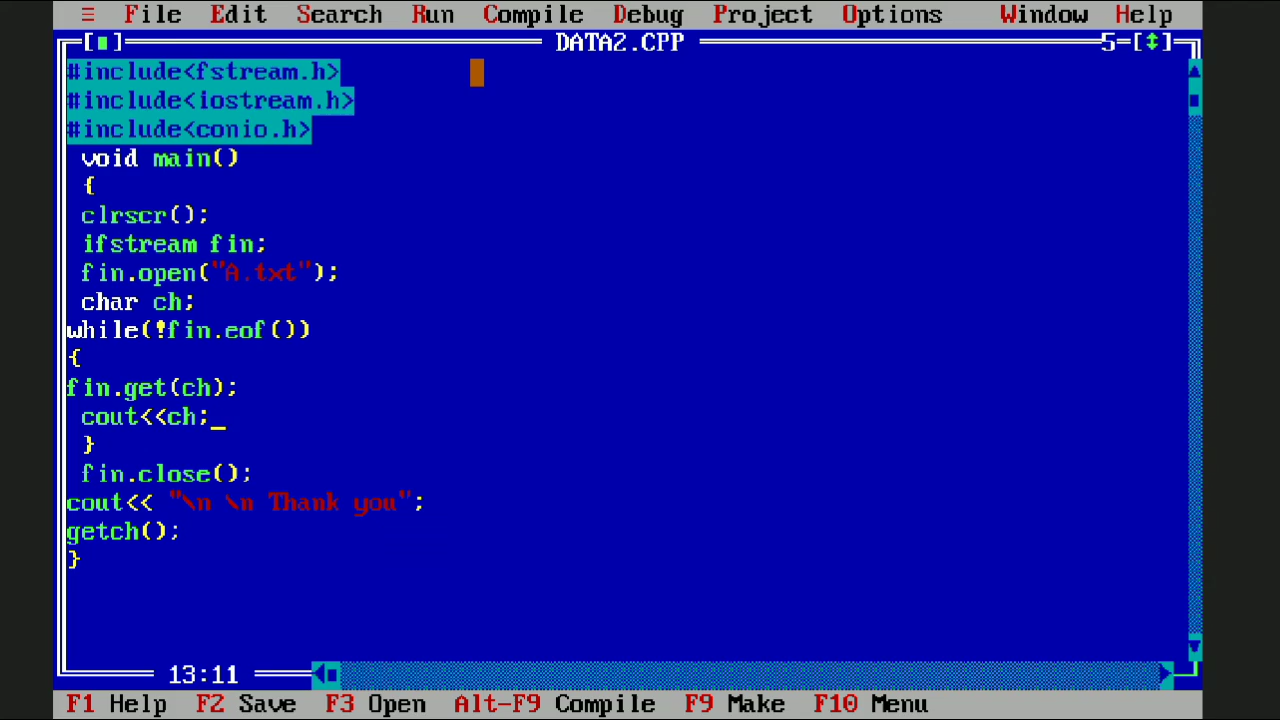 ≡ File Edit Search Run Compile Debug Project Options Window Help
[■] DATA2.CPP 5=[↕]
#include<fstream.h>
#include<iostream.h>
#include<conio.h>
void main()
{
clrscr();
ifstream fin;
fin.open("A.txt");
char ch;
while(!fin.eof())
{
fin.get(ch);
cout<<ch;_
}
fin.close();
cout<< "\n \n Thank you";
getch();
}
13:11
F1 Help F2 Save F3 Open Alt-F9 Compile F9 Make F10 Menu